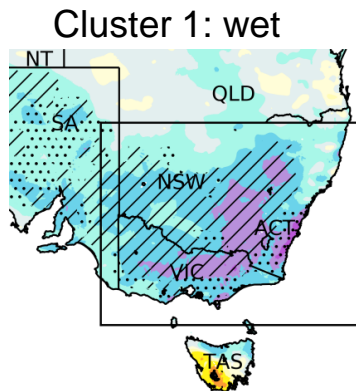 Cluster 1: wet
NT
QLD
SA
NSW
ACT
VIC
TAS